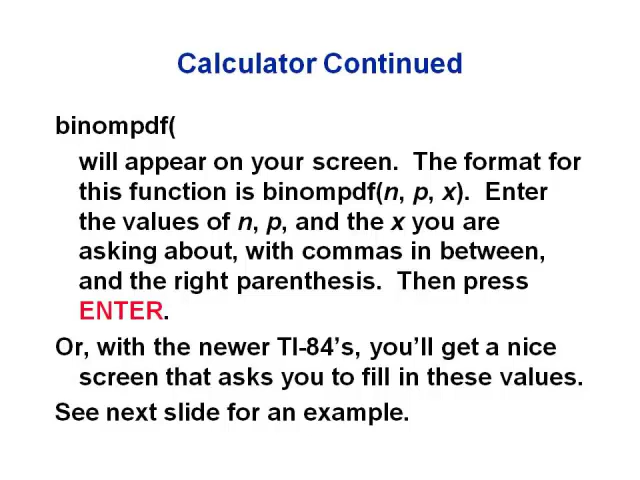 Calculator Continued
binompdf(
will appear on your screen.  The format for
this function is binompdf(n, p, x).  Enter
the values of n, p, and the x you are
asking about, with commas in between,
and the right parenthesis.  Then press
ENTER.
Or, with the newer TI-84’s, you’ll get a nice
screen that asks you to fill in these values.
See next slide for an example.